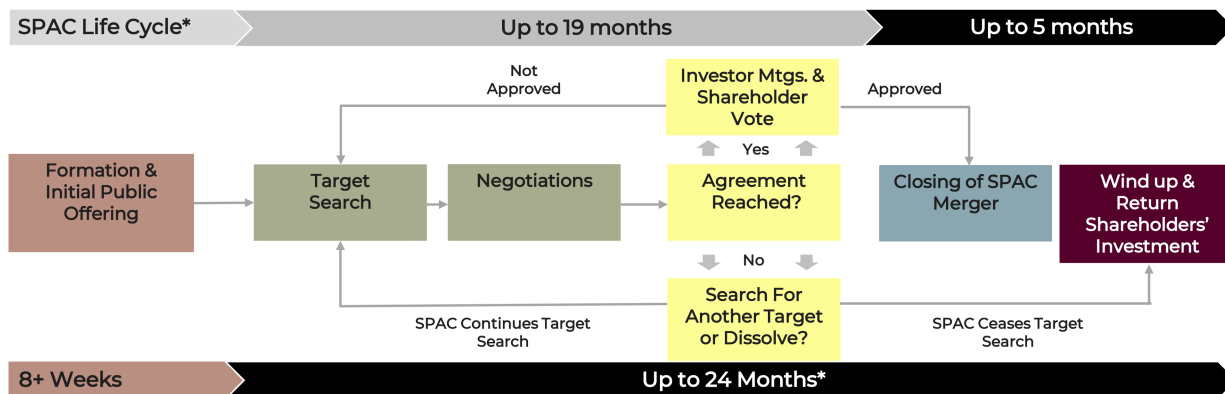 SPAC Life Cycle*
Up to 19 months
Up to 5 months
Not
Approved
Investor Mtgs. &
Shareholder
Vote
Approved
Yes
Formation &
Initial Public
Offering
Target
Search
Negotiations
Agreement
Reached?
Closing of SPAC
Merger
Wind up &
Return
Shareholders'
Investment
No
Search For
Another Target
or Dissolve?
SPAC Continues Target
Search
SPAC Ceases Target
Search
8+ Weeks
Up to 24 Months*